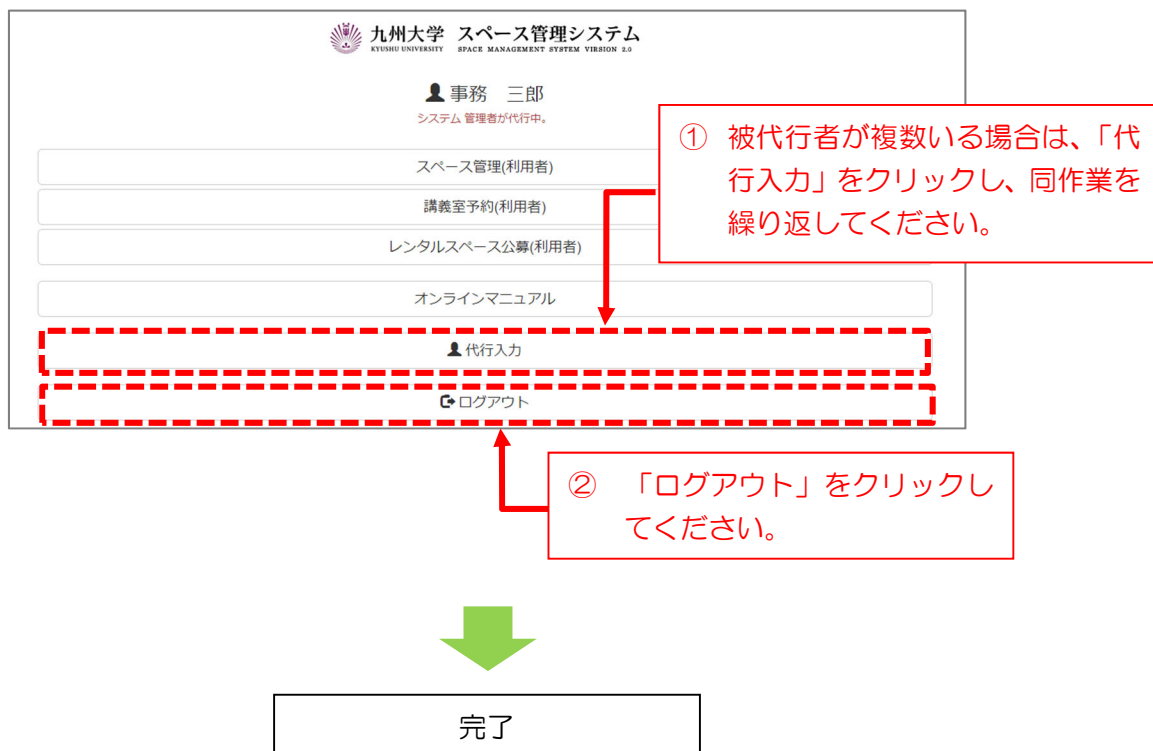 九州大学 スペース管理システム
KYUSHU UNIVERSITY SPACE MANAGEMENT SYSTEM VIRSION 2.0
事務　三郎
システム 管理者が代行中。
スペース管理(利用者)
講義室予約(利用者)
レンタルスペース公募(利用者)
オンラインマニュアル
代行入力
ログアウト
① 被代行者が複数いる場合は、「代
行入力」をクリックし、同作業を
繰り返してください。
② 「ログアウト」をクリックし
てください。
完了